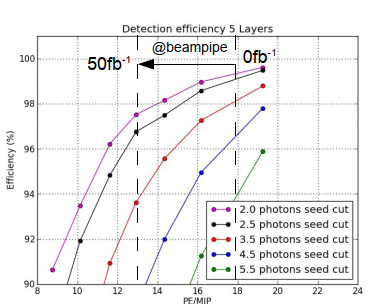 Detection efficiency 5 Layers
50fb⁻¹
@beampipe
0fb⁻¹
Efficiency (%)
100
98
96
94
92
90
8
10
12
14
16
18
20
22
24
PE/MIP
2.0 photons seed cut
2.5 photons seed cut
3.5 photons seed cut
4.5 photons seed cut
5.5 photons seed cut